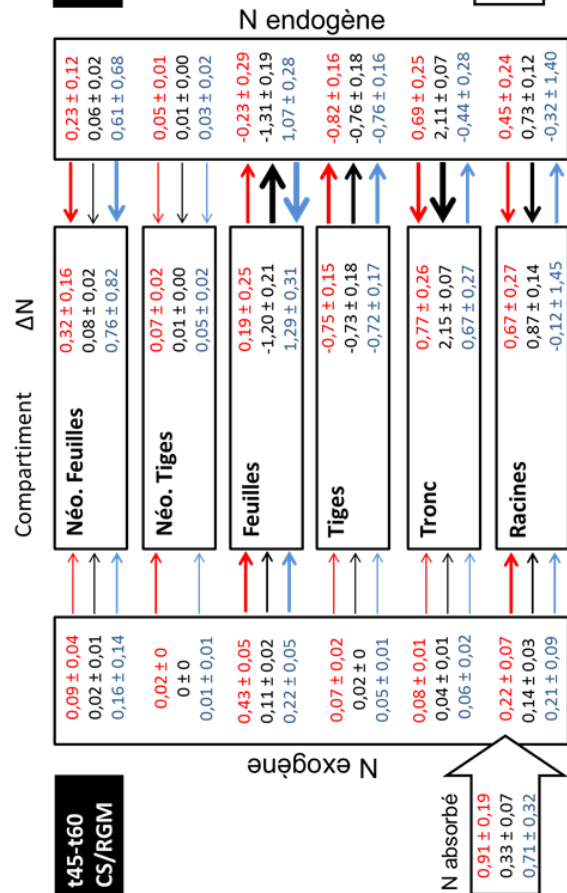 t45-t60
CS/RGM
Compartiment
ΔN
N exogène
N endogène
0,09 ± 0,04
0,02 ± 0,01
0,16 ± 0,14
Néo. Feuilles
0,32 ± 0,16
0,08 ± 0,02
0,76 ± 0,82
0,23 ± 0,12
0,06 ± 0,02
0,61 ± 0,68
0,02 ± 0
0 ± 0
0,01 ± 0,01
Néo. Tiges
0,07 ± 0,02
0,01 ± 0,00
0,05 ± 0,02
0,05 ± 0,01
0,01 ± 0,00
0,03 ± 0,02
0,43 ± 0,05
0,11 ± 0,02
0,22 ± 0,05
Feuilles
0,19 ± 0,25
-1,20 ± 0,21
1,29 ± 0,31
-0,23 ± 0,29
-1,31 ± 0,19
1,07 ± 0,28
0,07 ± 0,02
0,02 ± 0
0,05 ± 0,01
Tiges
-0,75 ± 0,15
-0,73 ± 0,18
-0,72 ± 0,17
-0,82 ± 0,16
-0,76 ± 0,18
-0,76 ± 0,16
0,08 ± 0,01
0,04 ± 0,01
0,06 ± 0,02
Tronc
0,77 ± 0,26
2,15 ± 0,07
0,67 ± 0,27
0,69 ± 0,25
2,11 ± 0,07
-0,44 ± 0,28
0,22 ± 0,07
0,14 ± 0,03
0,21 ± 0,09
Racines
0,67 ± 0,27
0,87 ± 0,14
-0,12 ± 1,45
0,45 ± 0,24
0,73 ± 0,12
-0,32 ± 1,40
N absorbé
0,91 ± 0,19
0,33 ± 0,07
0,71 ± 0,32